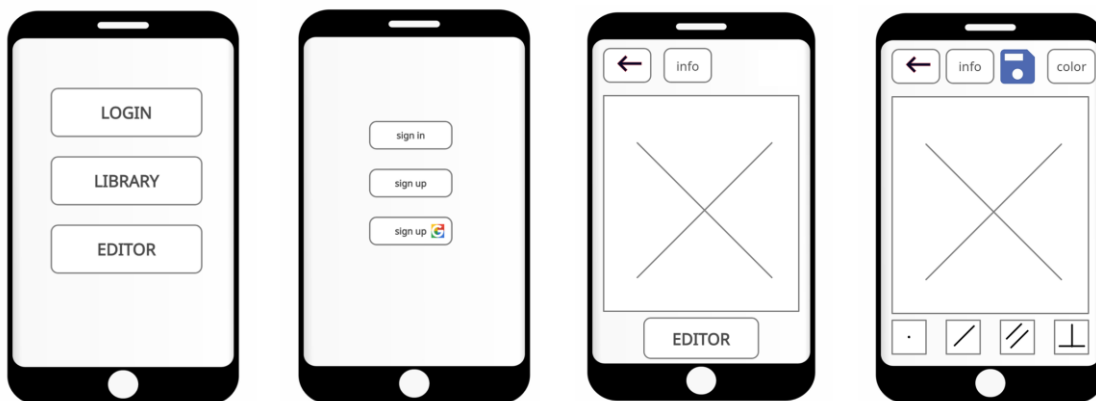 LOGIN
LIBRARY
EDITOR
sign in
sign up
sign up G
info
EDITOR
info
color